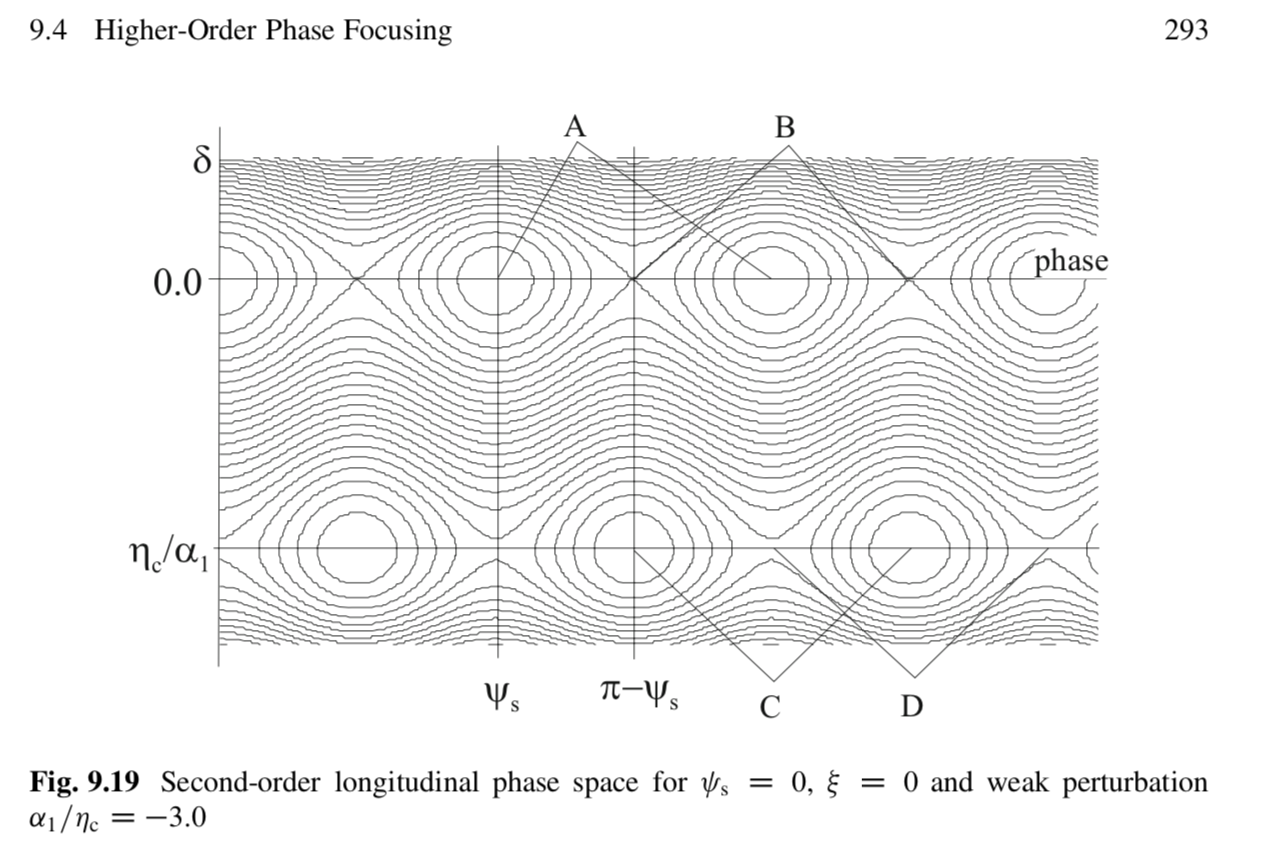 9.4 Higher-Order Phase Focusing 293
A B
δ
phase
0.0
η_c/α_1
ψ_s π−ψ_s C D
Fig. 9.19 Second-order longitudinal phase space for ψ_s = 0, ξ = 0 and weak perturbation
α_1/η_c = −3.0